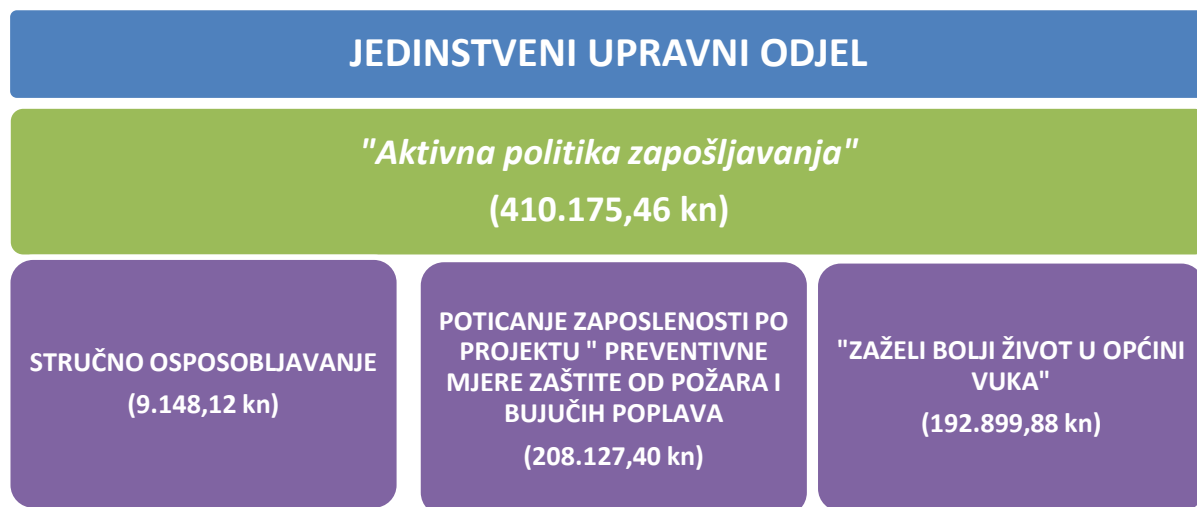 JEDINSTVENI UPRAVNI ODJEL
"Aktivna politika zapošljavanja"
(410.175,46 kn)
STRUČNO OSPOSOBLJAVANJE
(9.148,12 kn)
POTICANJE ZAPOSLENOSTI PO
PROJEKTU " PREVENTIVNE
MJERE ZAŠTITE OD POŽARA I
BUJUČIH POPLAVA
(208.127,40 kn)
"ZAŽELI BOLJI ŽIVOT U OPĆINI
VUKA"
(192.899,88 kn)